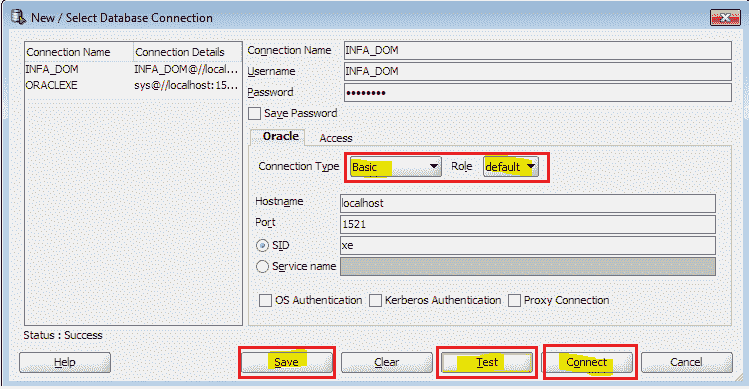 New / Select Database Connection
Connection Name Connection Details
INFA_DOM INFA_DOM@//local...
ORACLEXE sys@//localhost:15...
Connection Name INFA_DOM
Username INFA_DOM
Password ••••••••
Save Password
Oracle Access
Connection Type Basic Role default
Hostname localhost
Port 1521
SID xe
Service name
OS Authentication Kerberos Authentication Proxy Connection
Status : Success
Help Save Clear Test Connect Cancel